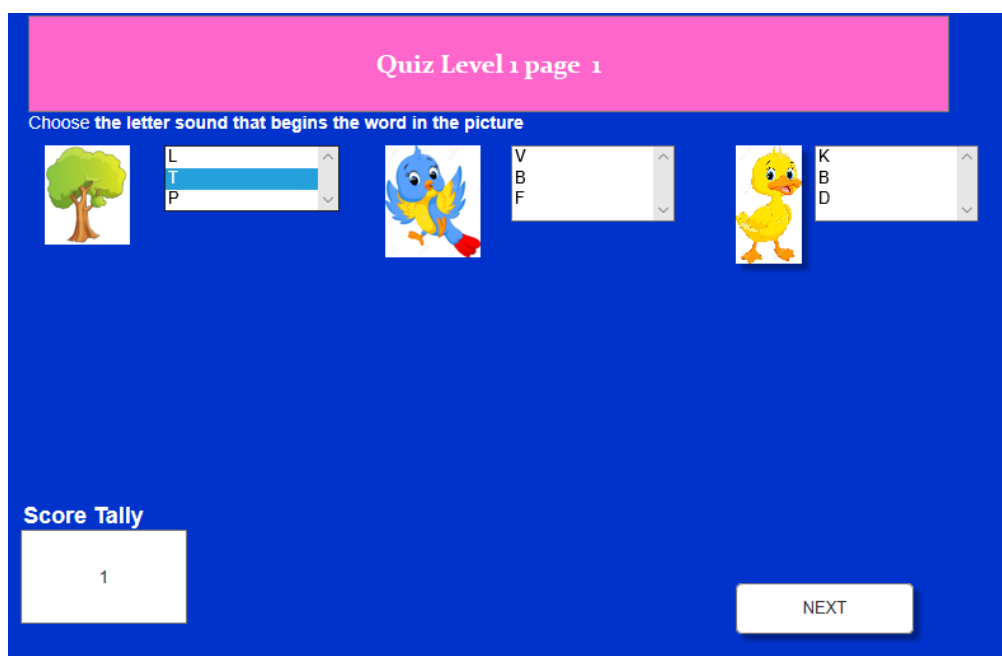 Quiz Level 1 page 1
Choose the letter sound that begins the word in the picture
L
T
P
V
B
F
K
B
D
Score Tally
1
NEXT